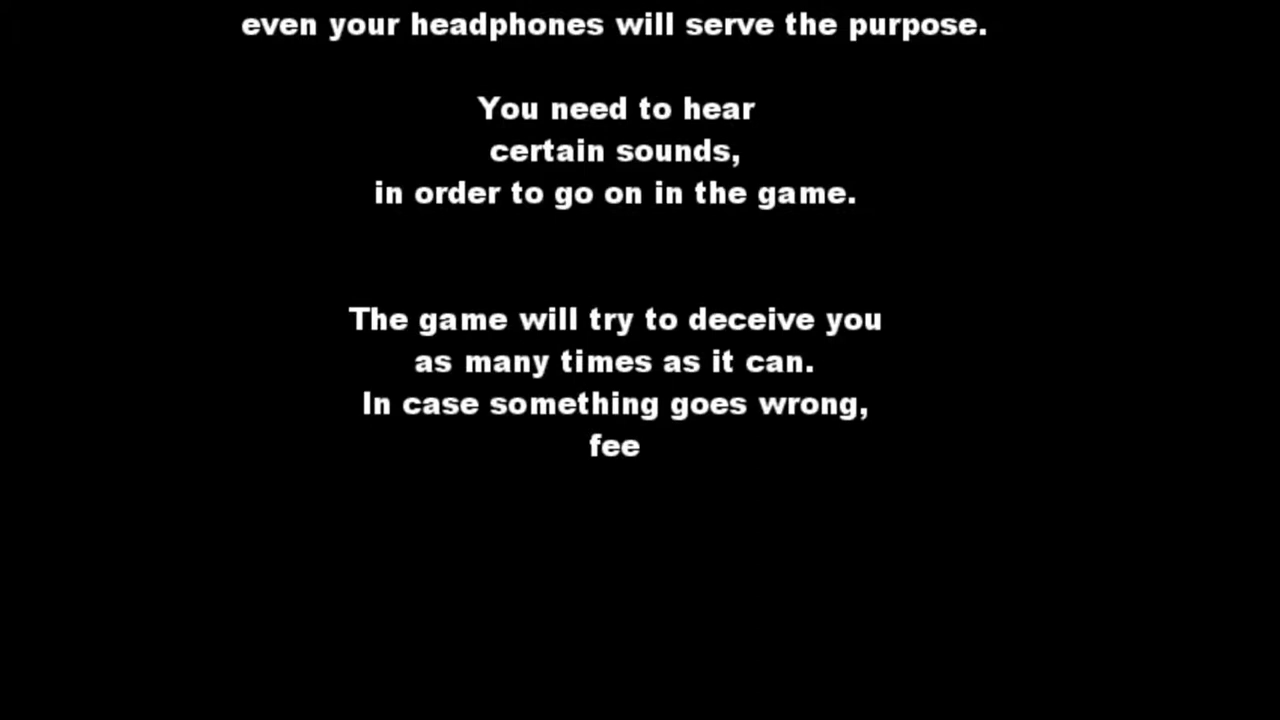 even your headphones will serve the purpose.
You need to hear
certain sounds,
in order to go on in the game.
The game will try to deceive you
as many times as it can.
In case something goes wrong,
fee